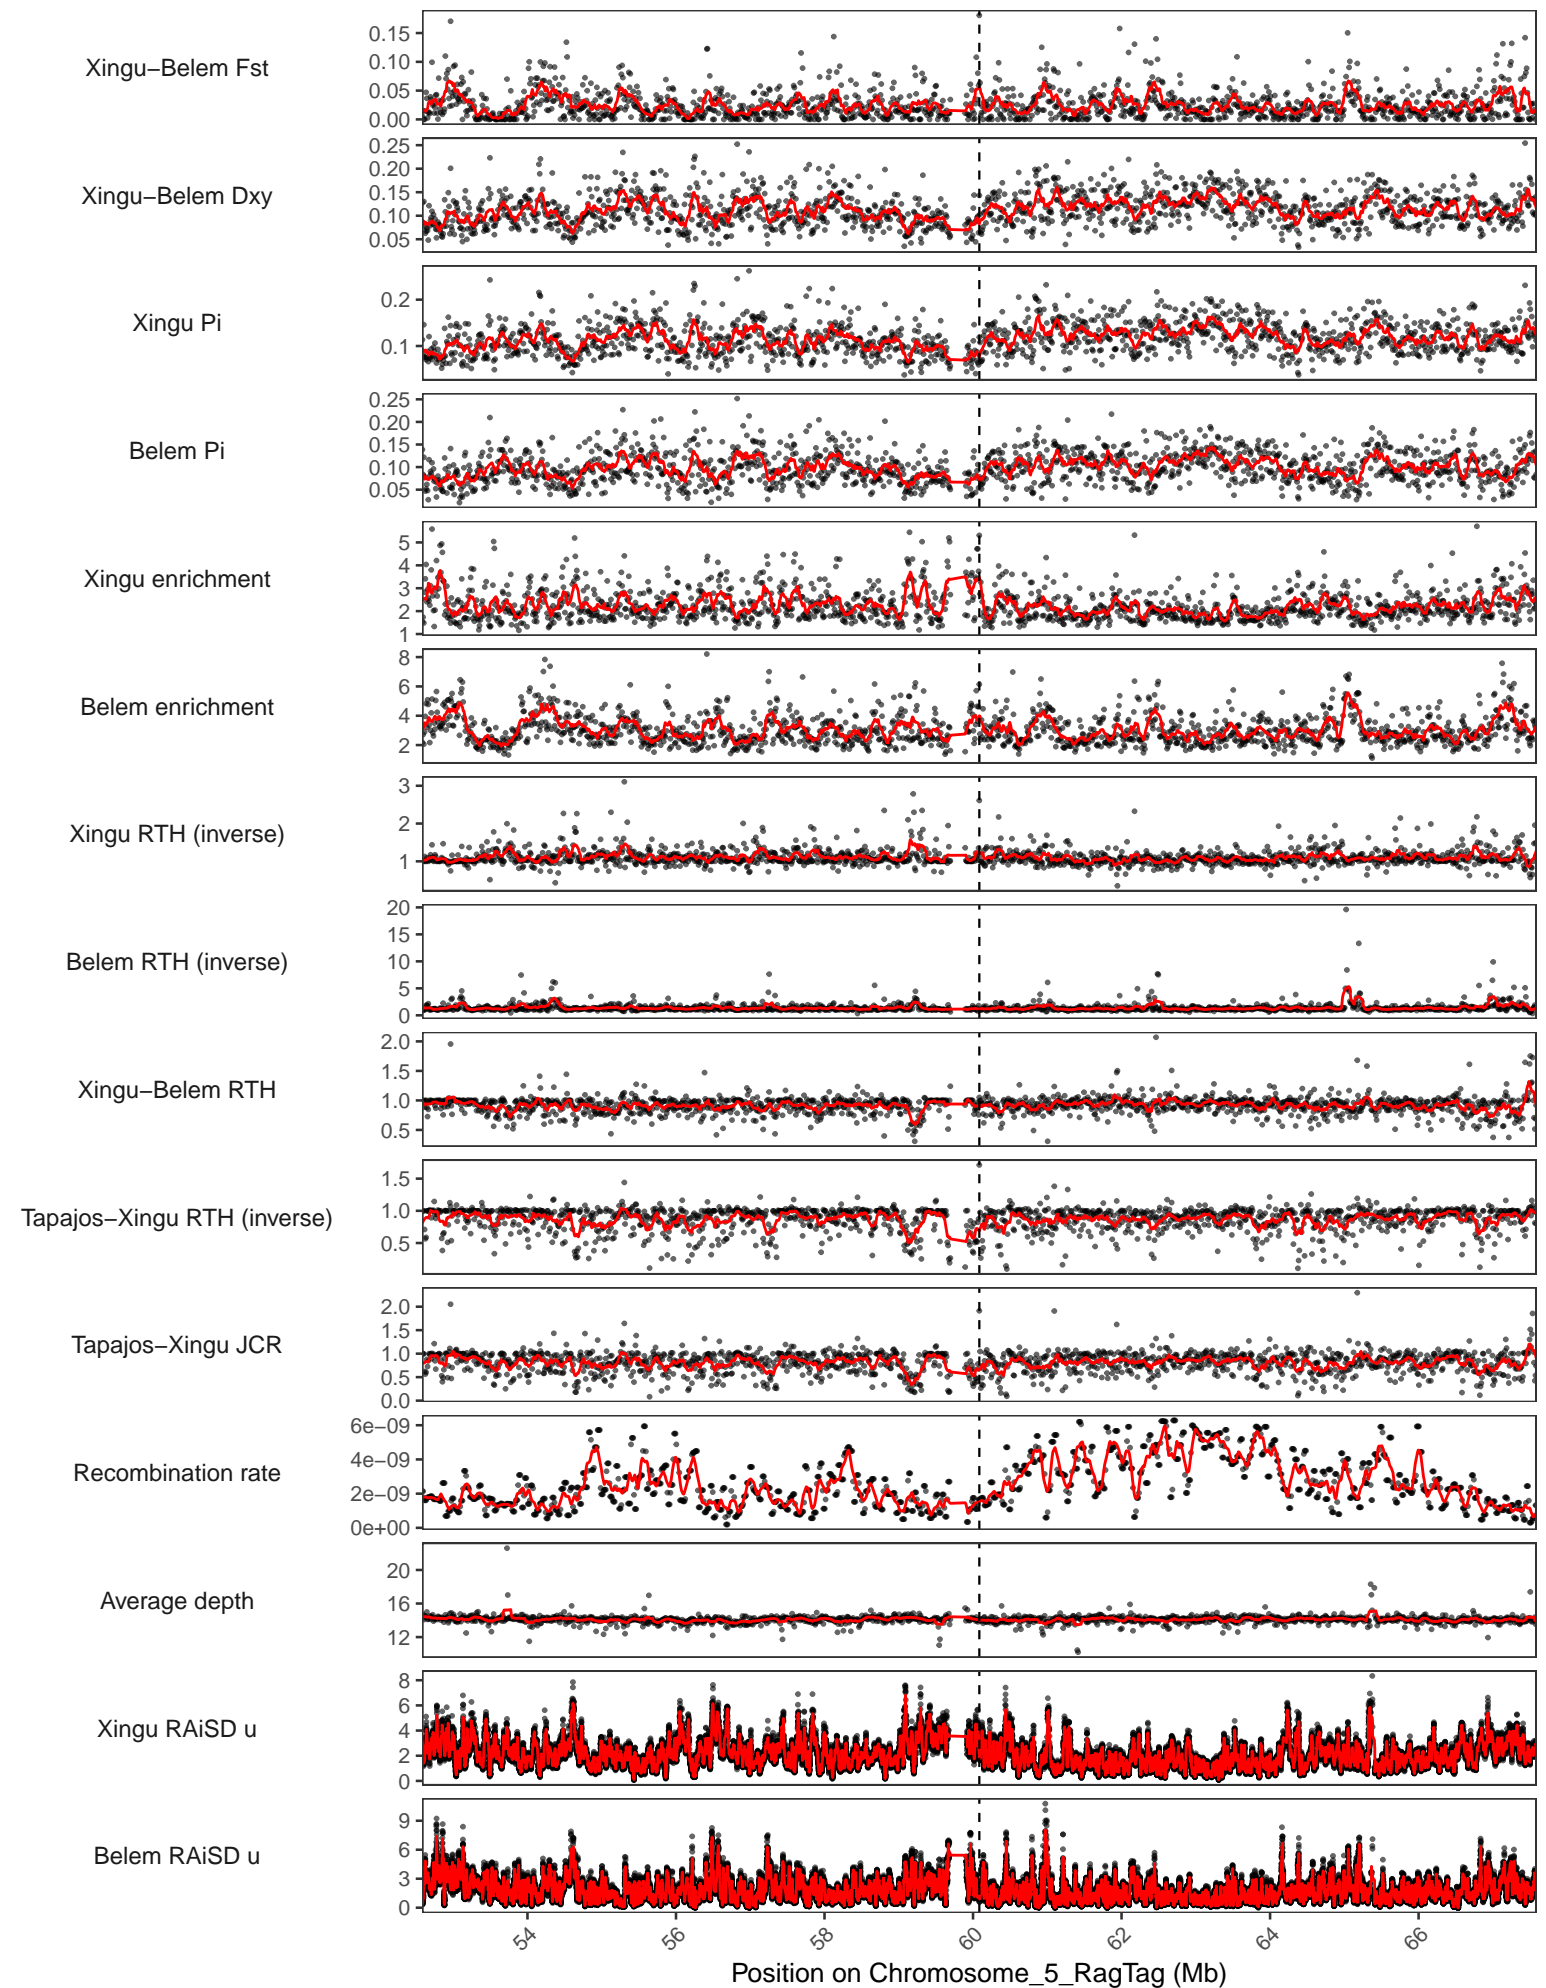 Xingu−Belem Fst
0.15
0.10
0.05
0.00
Xingu−Belem Dxy
0.25
0.20
0.15
0.10
0.05
Xingu Pi
0.2
0.1
Belem Pi
0.25
0.20
0.15
0.10
0.05
Xingu enrichment
5
4
3
2
1
Belem enrichment
8
6
4
2
Xingu RTH (inverse)
3
2
1
Belem RTH (inverse)
20
15
10
5
0
Xingu−Belem RTH
2.0
1.5
1.0
0.5
Tapajos−Xingu RTH (inverse)
1.5
1.0
0.5
Tapajos−Xingu JCR
2.0
1.5
1.0
0.5
0.0
Recombination rate
6e−09
4e−09
2e−09
0e+00
Average depth
20
16
12
Xingu RAiSD u
8
6
4
2
0
Belem RAiSD u
9
6
3
0
54 56 58 60 62 64 66
Position on Chromosome_5_RagTag (Mb)